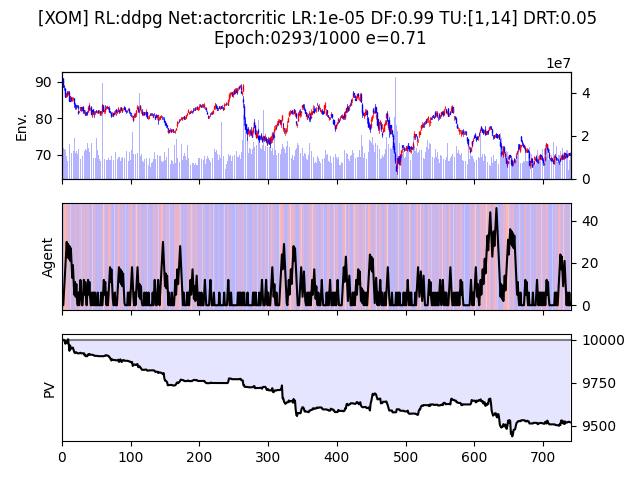 [XOM] RL:ddpg Net:actorcritic LR:1e-05 DF:0.99 TU:[1,14] DRT:0.05
Epoch:0293/1000 e=0.71
1e7
90
80
70
Env.
4
2
0
Agent
40
20
0
PV
10000
9750
9500
0 100 200 300 400 500 600 700